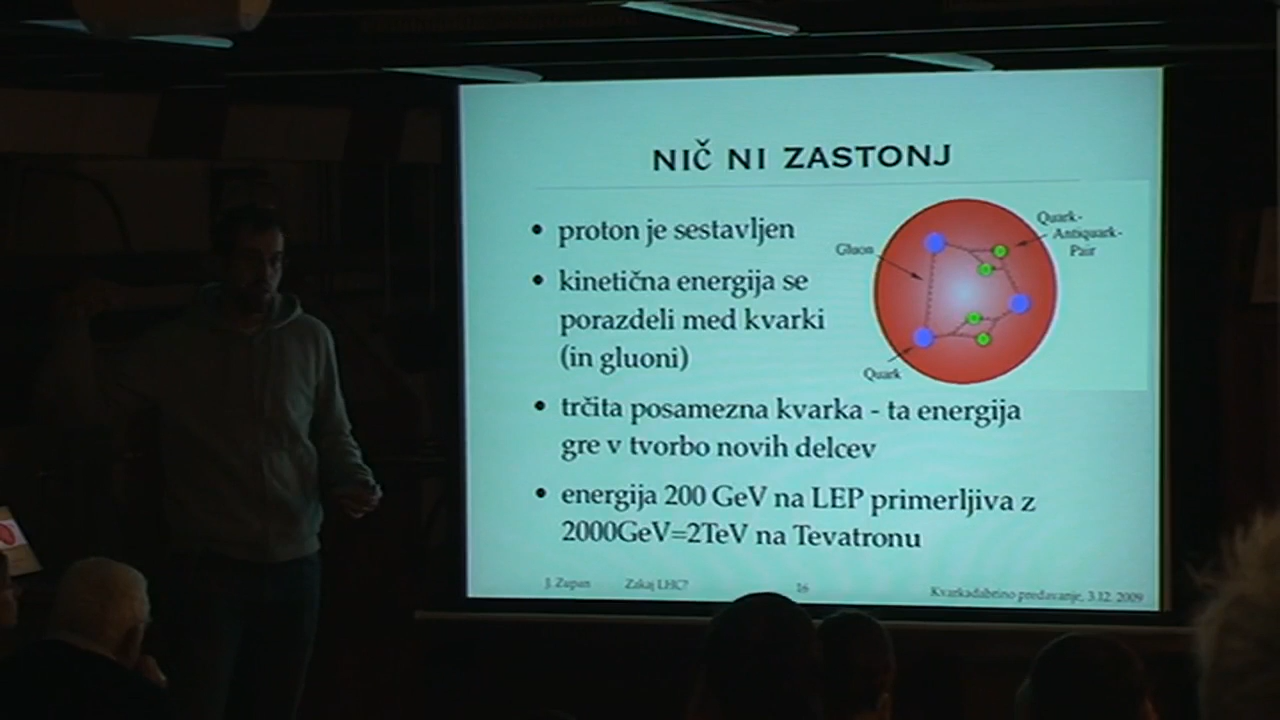 NIČ NI ZASTONJ
• proton je sestavljen
• kinetična energija se
porazdeli med kvarki
(in gluoni)
Quark-
Antiquark-
Pair
Gluon
Quark
• trčita posamezna kvarka - ta energija
gre v tvorbo novih delcev
• energija 200 GeV na LEP primerljiva z
2000GeV=2TeV na Tevatronu
J. Zupan Zakaj LHC? 16 Kvarkadabrino predavanje, 3.12. 2009